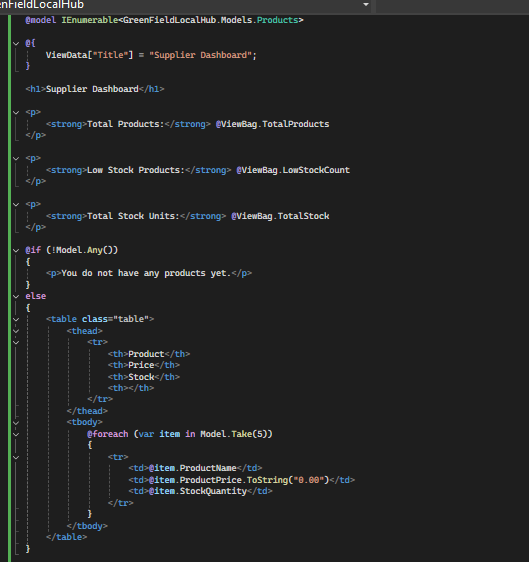 enFieldLocalHub
@model IEnumerable<GreenFieldLocalHub.Models.Products>
@{
ViewData["Title"] = "Supplier Dashboard";
}
<h1>Supplier Dashboard</h1>
<p>
<strong>Total Products:</strong> @ViewBag.TotalProducts
</p>
<p>
<strong>Low Stock Products:</strong> @ViewBag.LowStockCount
</p>
<p>
<strong>Total Stock Units:</strong> @ViewBag.TotalStock
</p>
@if (!Model.Any())
{
<p>You do not have any products yet.</p>
}
else
{
<table class="table">
<thead>
<tr>
<th>Product</th>
<th>Price</th>
<th>Stock</th>
<th></th>
</tr>
</thead>
<tbody>
@foreach (var item in Model.Take(5))
{
<tr>
<td>@item.ProductName</td>
<td>@item.ProductPrice.ToString("0.00")</td>
<td>@item.StockQuantity</td>
</tr>
}
</tbody>
</table>
}